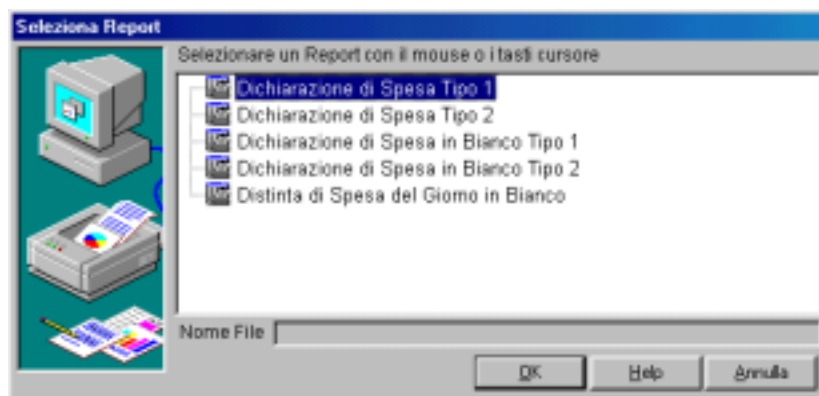 Seleziona Report
Selezionare un Report con il mouse o i tasti cursore
Dichiarazione di Spesa Tipo 1
Dichiarazione di Spesa Tipo 2
Dichiarazione di Spesa in Bianco Tipo 1
Dichiarazione di Spesa in Bianco Tipo 2
Distinta di Spesa del Giorno in Bianco
Nome File
OK Help Annulla